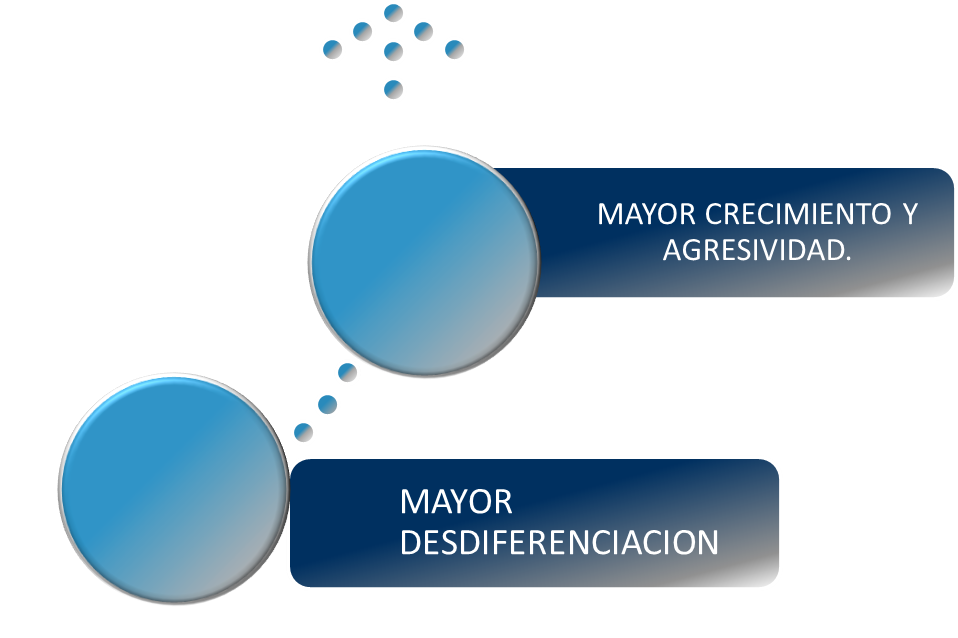 MAYOR CRECIMIENTO Y
AGRESIVIDAD.
MAYOR
DESDIFERENCIACION